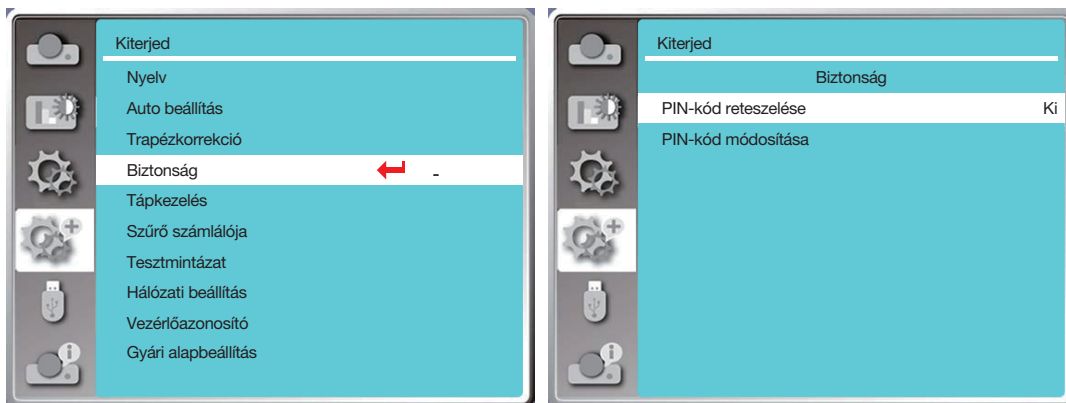 Kiterjed
Nyelv
Auto beállítás
Trapézkorrekció
Biztonság -
Tápkezelés
Szűrő számlálója
Tesztmintázat
Hálózati beállítás
Vezérlőazonosító
Gyári alapbeállítás
Kiterjed
Biztonság
PIN-kód reteszelése Ki
PIN-kód módosítása